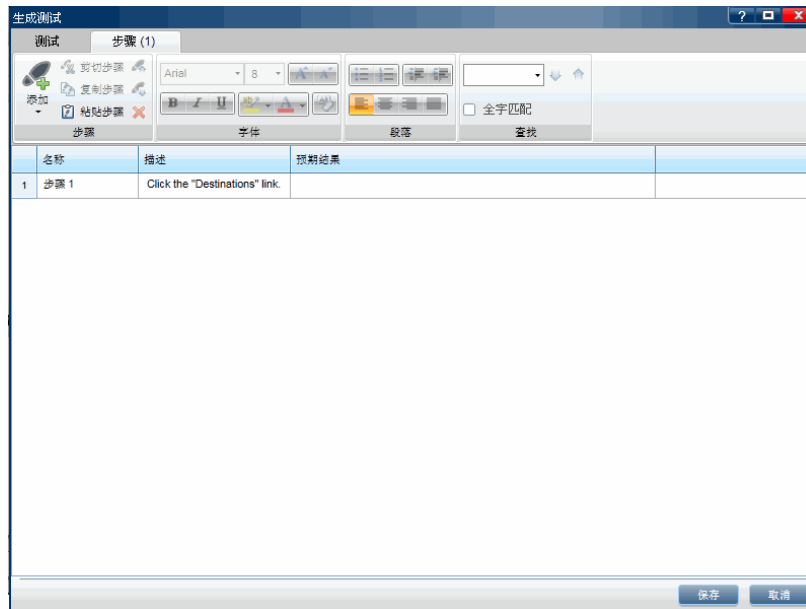 生成测试
测试 步骤 (1)
添加 剪切步骤
复制步骤
粘贴步骤
步骤
Arial 8
B I U
字体
段落
全字匹配
查找
名称 描述 预期结果
1 步骤 1 Click the "Destinations" link.
保存 取消